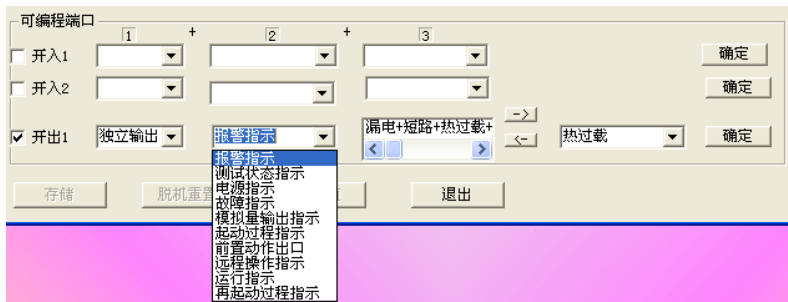 可编程端口
1 + 2 + 3
开入1 确定
开入2 确定
开出1 独立输出 报警指示 漏电+短路+热过载+ -> <- 热过载 确定
报警指示
测试状态指示
电源指示
故障指示
模拟量输出指示
起动过程指示
前置动作出口
远程操作指示
运行指示
再起动过程指示
存储 脱机重置 退出